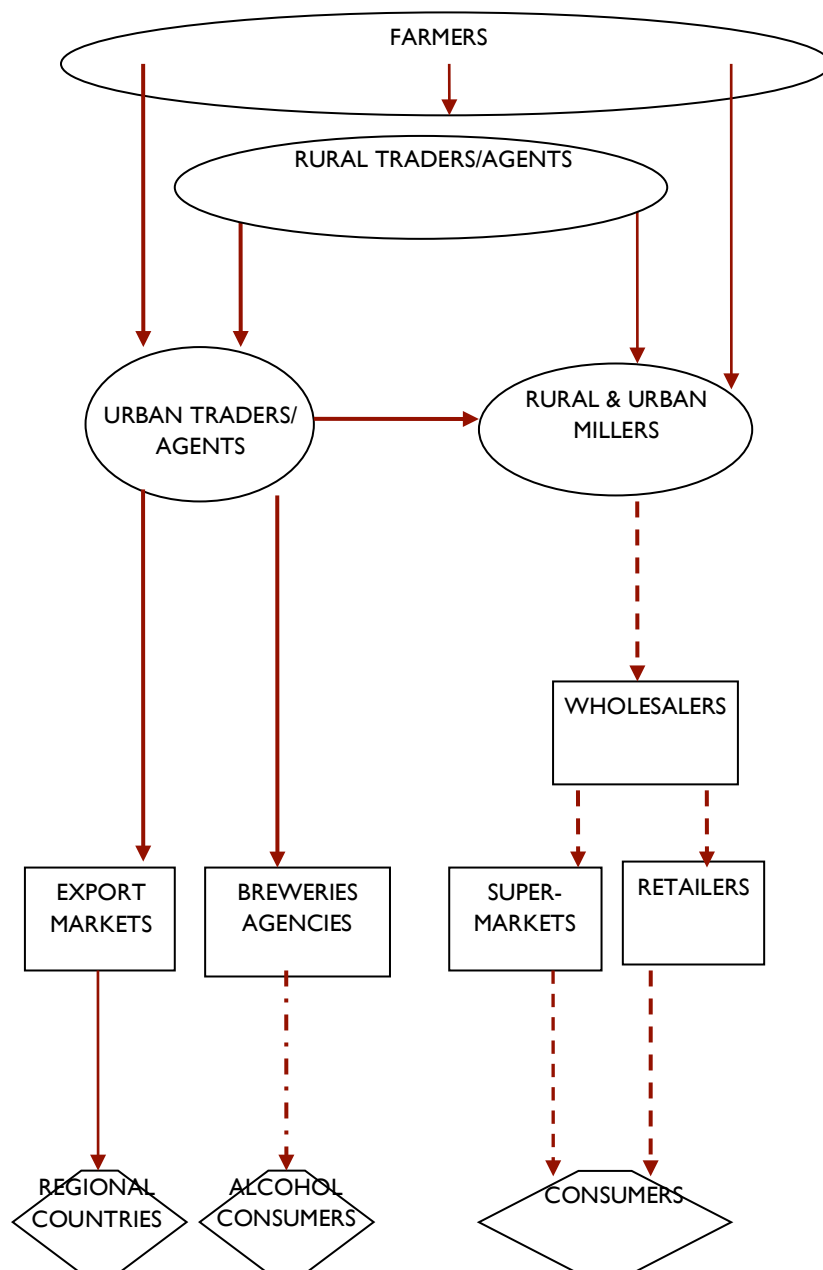 FARMERS
RURAL TRADERS/AGENTS
URBAN TRADERS/
AGENTS
RURAL & URBAN
MILLERS
WHOLESALERS
EXPORT
MARKETS
BREWERIES
AGENCIES
SUPER-
MARKETS
RETAILERS
REGIONAL
COUNTRIES
ALCOHOL
CONSUMERS
CONSUMERS